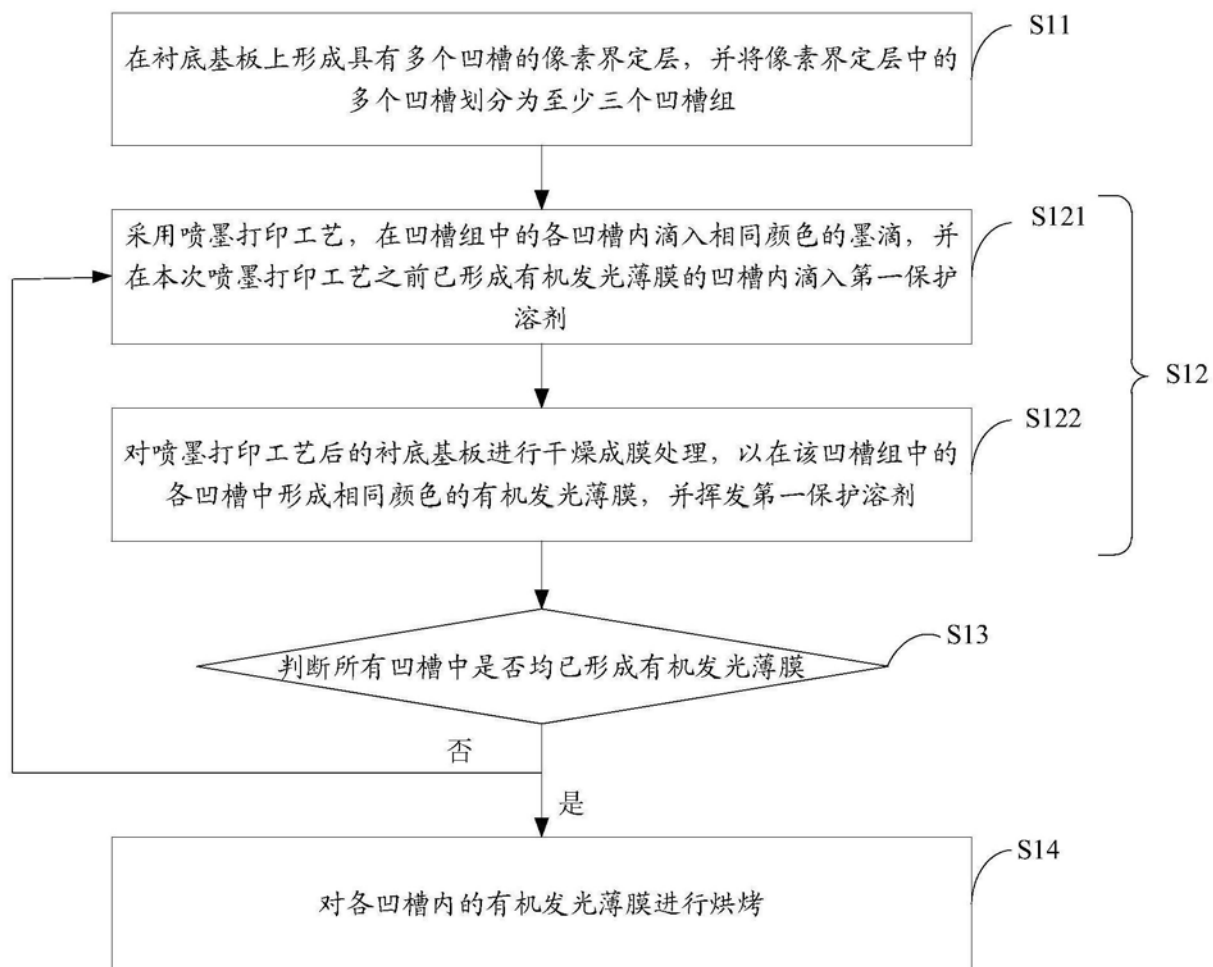 S11
在衬底基板上形成具有多个凹槽的像素界定层，并将像素界定层中的
多个凹槽划分为至少三个凹槽组
S121
采用喷墨打印工艺，在凹槽组中的各凹槽内滴入相同颜色的墨滴，并
在本次喷墨打印工艺之前已形成有机发光薄膜的凹槽内滴入第一保护
溶剂
S12
S122
对喷墨打印工艺后的衬底基板进行干燥成膜处理，以在该凹槽组中的
各凹槽中形成相同颜色的有机发光薄膜，并挥发第一保护溶剂
S13
判断所有凹槽中是否均已形成有机发光薄膜
否
是
S14
对各凹槽内的有机发光薄膜进行烘烤